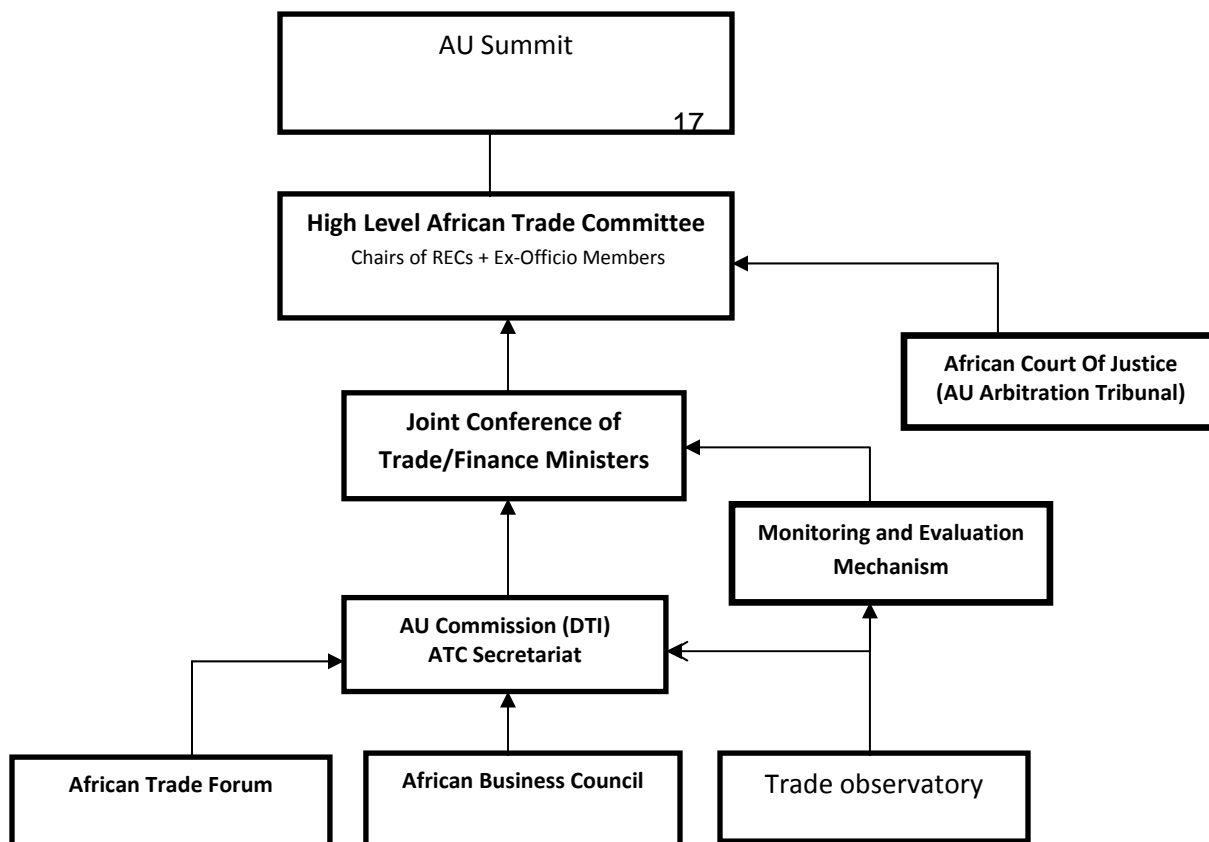 AU Summit
17
High Level African Trade Committee
Chairs of RECs + Ex-Officio Members
African Court Of Justice
(AU Arbitration Tribunal)
Joint Conference of
Trade/Finance Ministers
Monitoring and Evaluation
Mechanism
AU Commission (DTI)
ATC Secretariat
African Trade Forum
African Business Council
Trade observatory